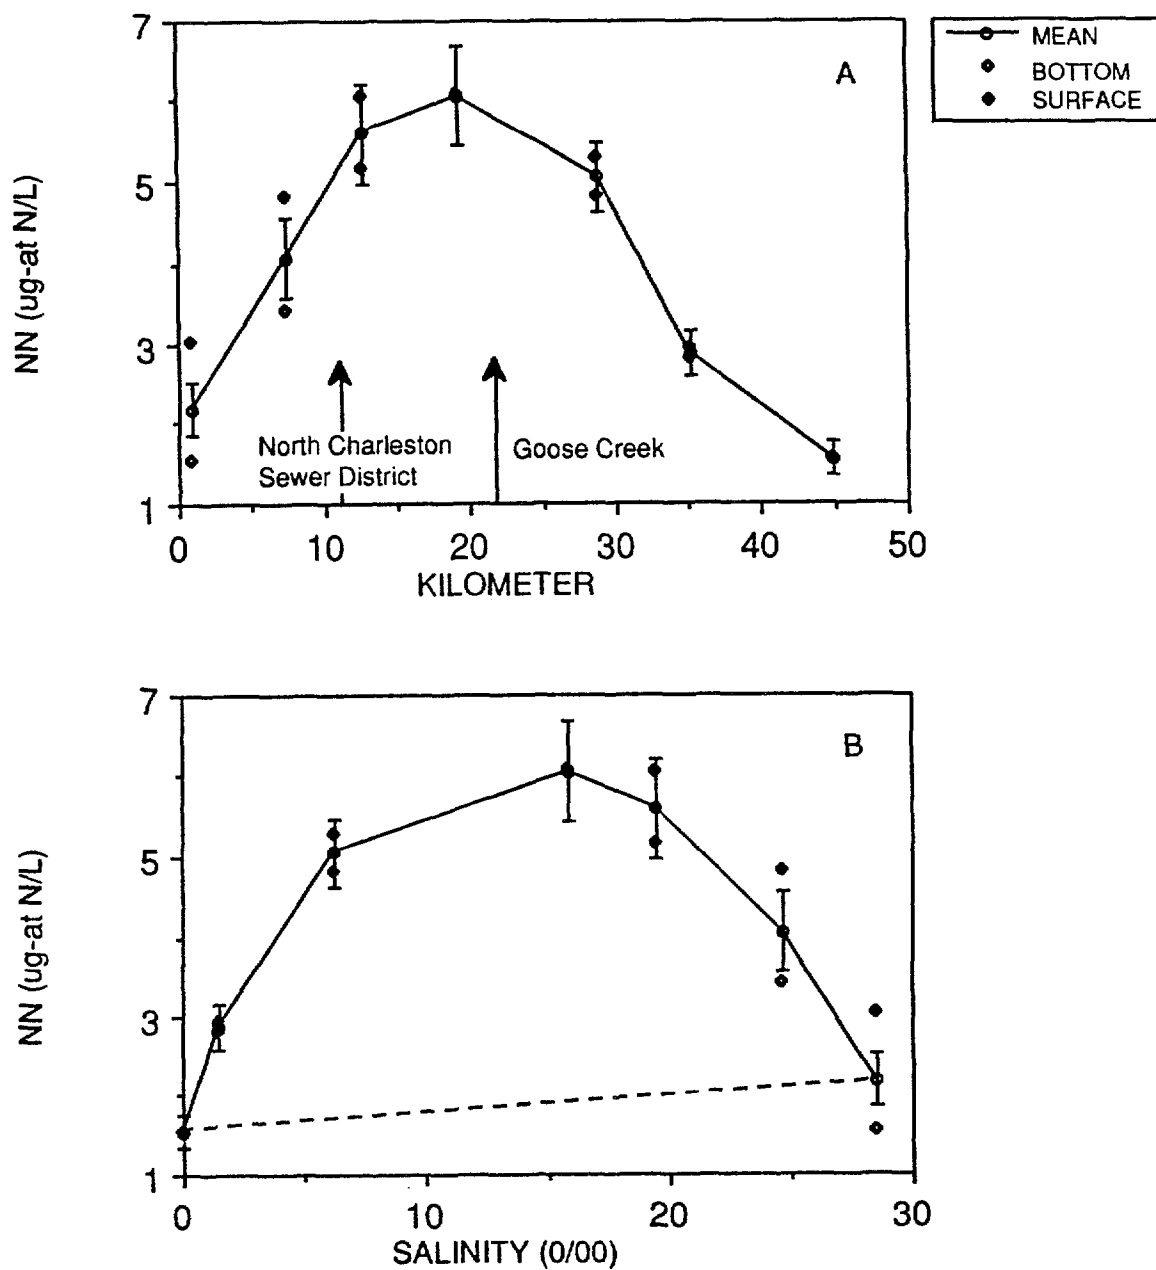 7
A
MEAN
BOTTOM
SURFACE
NN (ug-at N/L)
5
3
North Charleston
Sewer District
Goose Creek
1
0 10 20 30 40 50
KILOMETER
7
B
NN (ug-at N/L)
5
3
1
0 10 20 30
SALINITY (0/00)